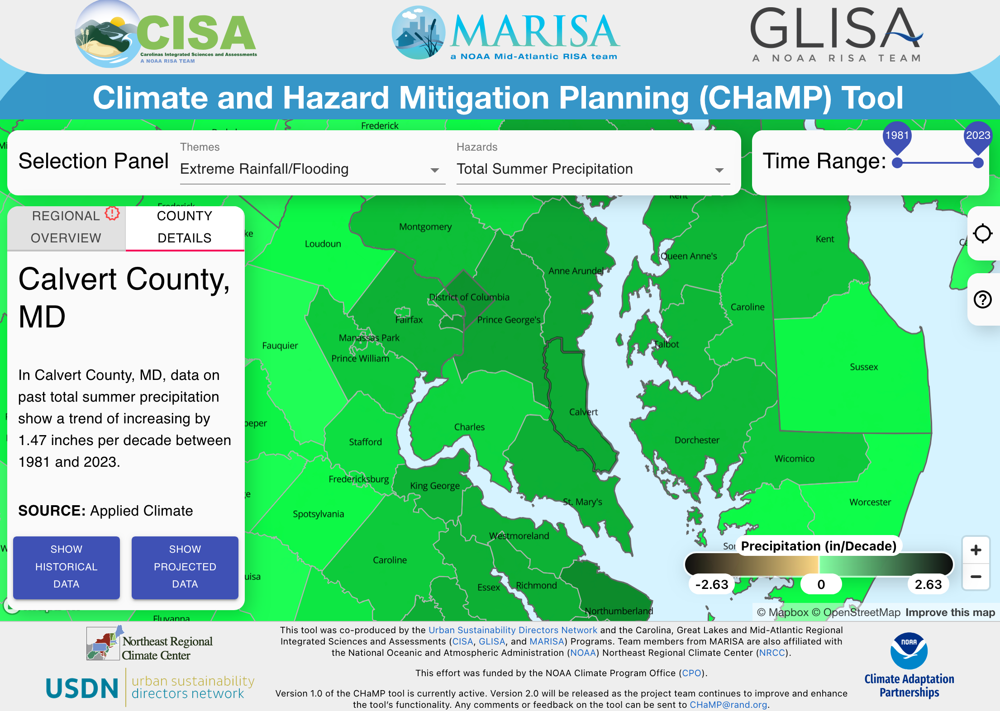 CISA
Carolinas Integrated Sciences and Assessments
A NOAA RISA TEAM
MARISA
a NOAA Mid-Atlantic RISA team
GLISA
A NOAA RISA TEAM
Climate and Hazard Mitigation Planning (CHaMP) Tool
Frederick
Selection Panel
Themes
Extreme Rainfall/Flooding
Hazards
Total Summer Precipitation
Time Range:
1981
2023
REGIONAL
OVERVIEW
COUNTY
DETAILS
Calvert County,
MD
In Calvert County, MD, data on
past total summer precipitation
show a trend of increasing by
1.47 inches per decade between
1981 and 2023.
SOURCE: Applied Climate
SHOW
HISTORICAL
DATA
SHOW
PROJECTED
DATA
Frederick
Kent
Montgomery
Loudoun
Kent
Queen Anne's
Anne Arundel
District of Columbia
Caroline
Fairfax
Prince George's
Manassas Park
Talbot
Fauquier
Prince William
Sussex
Calvert
Charles
Stafford
Dorchester
Wicomico
Fredericksburg
King George
St. Mary's
Worcester
Spotsylvania
Westmoreland
Caroline
Essex
Richmond
Northumberland
Fluvanna
Precipitation (in/Decade)
-2.63
0
2.63
+
−
© Mapbox © OpenStreetMap Improve this map
Northeast Regional
Climate Center
USDN
urban sustainability
directors network
This tool was co-produced by the Urban Sustainability Directors Network and the Carolina, Great Lakes and Mid-Atlantic Regional
Integrated Sciences and Assessments (CISA, GLISA, and MARISA) Programs. Team members from MARISA are also affiliated with
the National Oceanic and Atmospheric Administration (NOAA) Northeast Regional Climate Center (NRCC).
This effort was funded by the NOAA Climate Program Office (CPO).
Version 1.0 of the CHaMP tool is currently active. Version 2.0 will be released as the project team continues to improve and enhance
the tool's functionality. Any comments or feedback on the tool can be sent to CHaMP@rand.org.
NOAA
Climate Adaptation
Partnerships